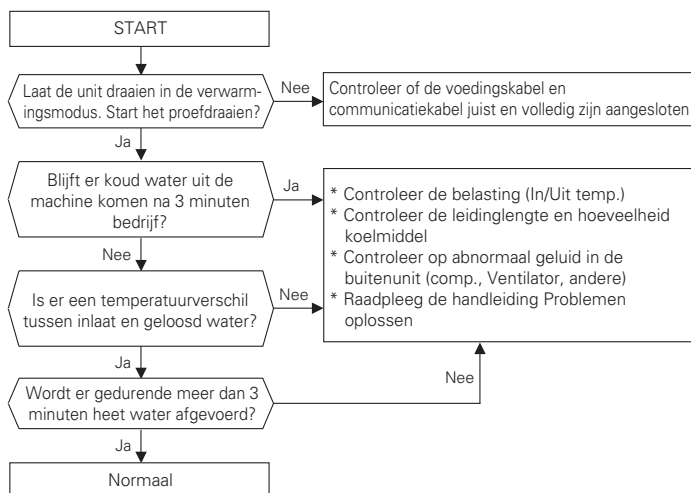 START
Laat de unit draaien in de verwarm-
ingsmodus. Start het proefdraaien?
Nee
Controleer of de voedingskabel en
communicatiekabel juist en volledig zijn aangesloten
Ja
Blijft er koud water uit de
machine komen na 3 minuten
bedrijf?
Ja
* Controleer de belasting (In/Uit temp.)
* Controleer de leidinglengte en hoeveelheid
koelmiddel
* Controleer op abnormaal geluid in de
buitenunit (comp., Ventilator, andere)
* Raadpleeg de handleiding Problemen
oplossen
Nee
Is er een temperatuurverschil
tussen inlaat en geloosd water?
Nee
Ja
Wordt er gedurende meer dan 3
minuten heet water afgevoerd?
Nee
Ja
Normaal